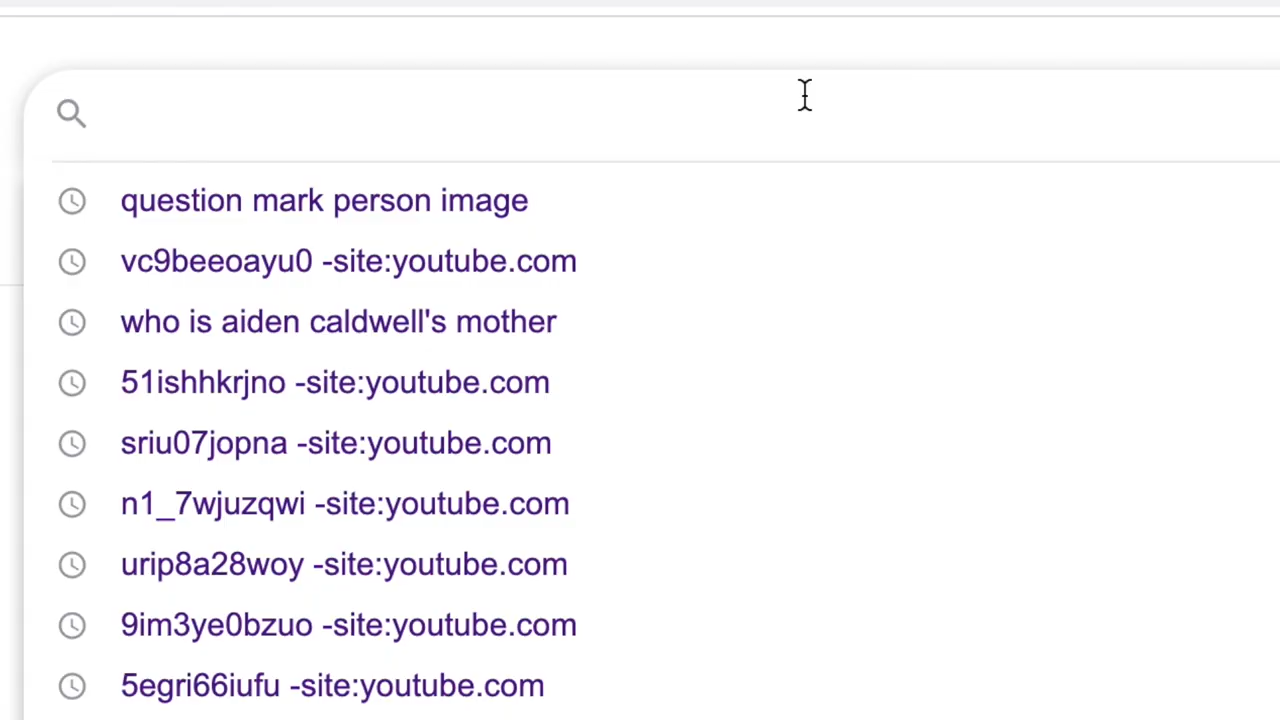 question mark person image
vc9beeoayu0 -site:youtube.com
who is aiden caldwell's mother
51ishhkrjno -site:youtube.com
sriu07jopna -site:youtube.com
n1_7wjuzqwi -site:youtube.com
urip8a28woy -site:youtube.com
9im3ye0bzuo -site:youtube.com
5egri66iufu -site:youtube.com